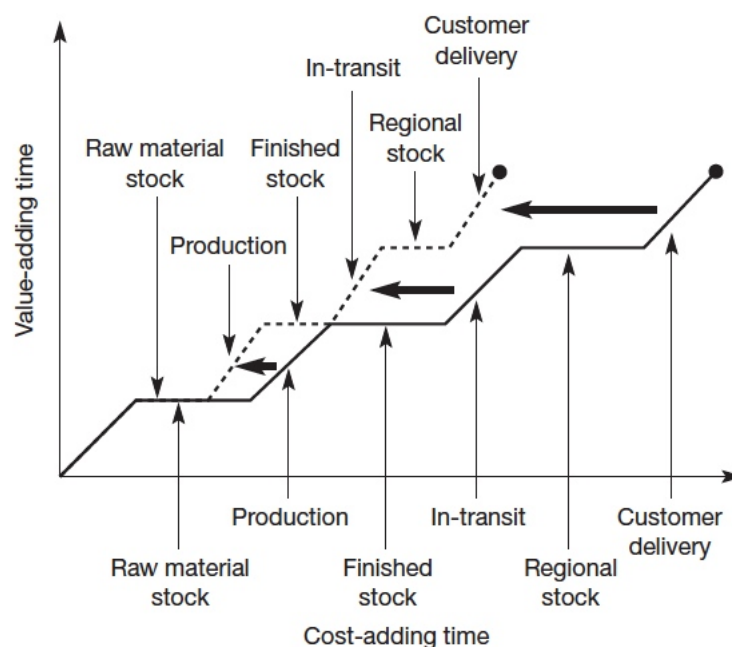 Customer
delivery
In-transit
Regional
stock
Raw material
stock
Finished
stock
Production
Value-adding time
Production
In-transit
Customer
delivery
Raw material
stock
Finished
stock
Regional
stock
Cost-adding time